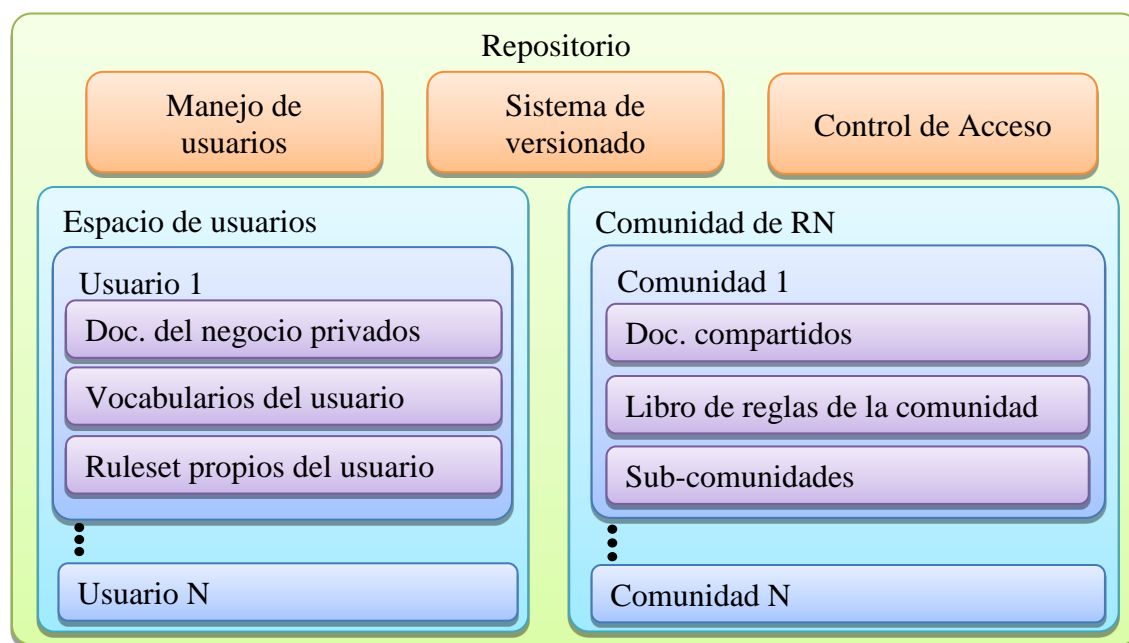 Repositorio
Manejo de
usuarios
Sistema de
versionado
Control de Acceso
Espacio de usuarios
Usuario 1
Doc. del negocio privados
Vocabularios del usuario
Ruleset propios del usuario
Usuario N
Comunidad de RN
Comunidad 1
Doc. compartidos
Libro de reglas de la comunidad
Sub-comunidades
Comunidad N